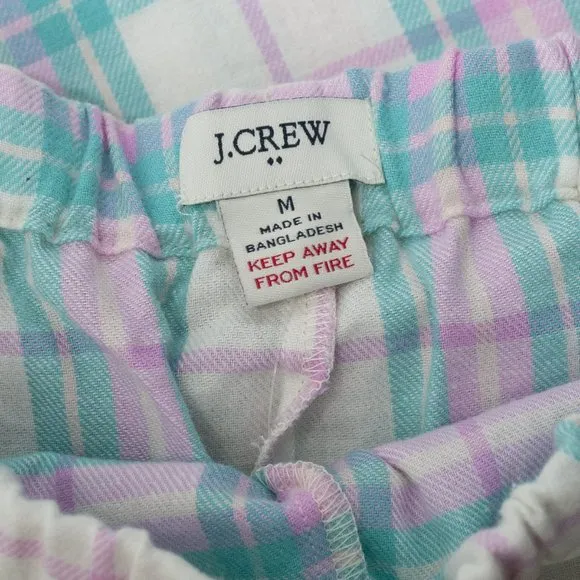 J.CREW
M
MADE IN
BANGLADESH
KEEP AWAY
FROM FIRE